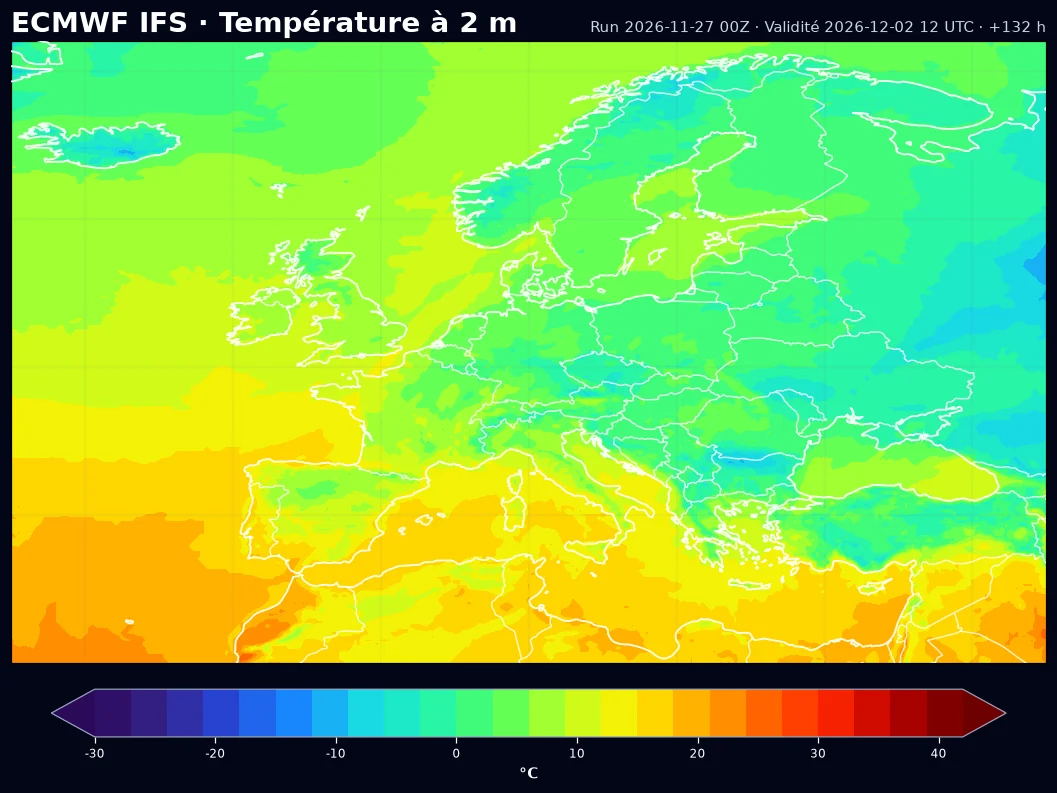 ECMWF IFS · Température à 2 m
Run 2026-11-27 00Z · Validité 2026-12-02 12 UTC · +132 h
-30 -20 -10 0 10 20 30 40
°C